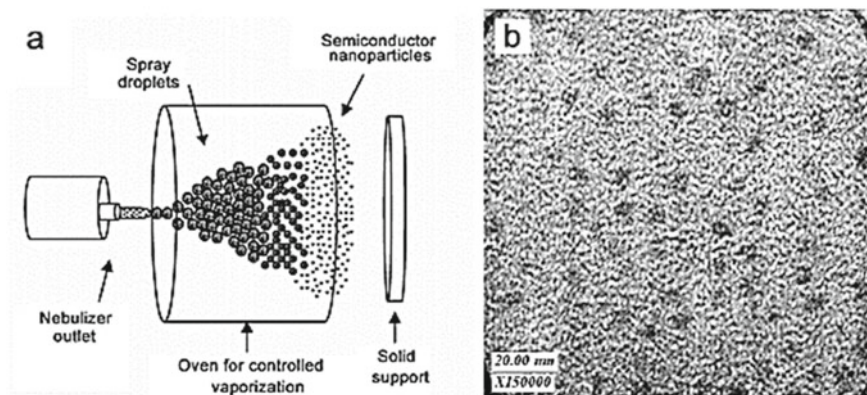 a
Spray
droplets
Semiconductor
nanoparticles
Nebulizer
outlet
Oven for controlled
vaporization
Solid
support
b
20.00 nm
X150000